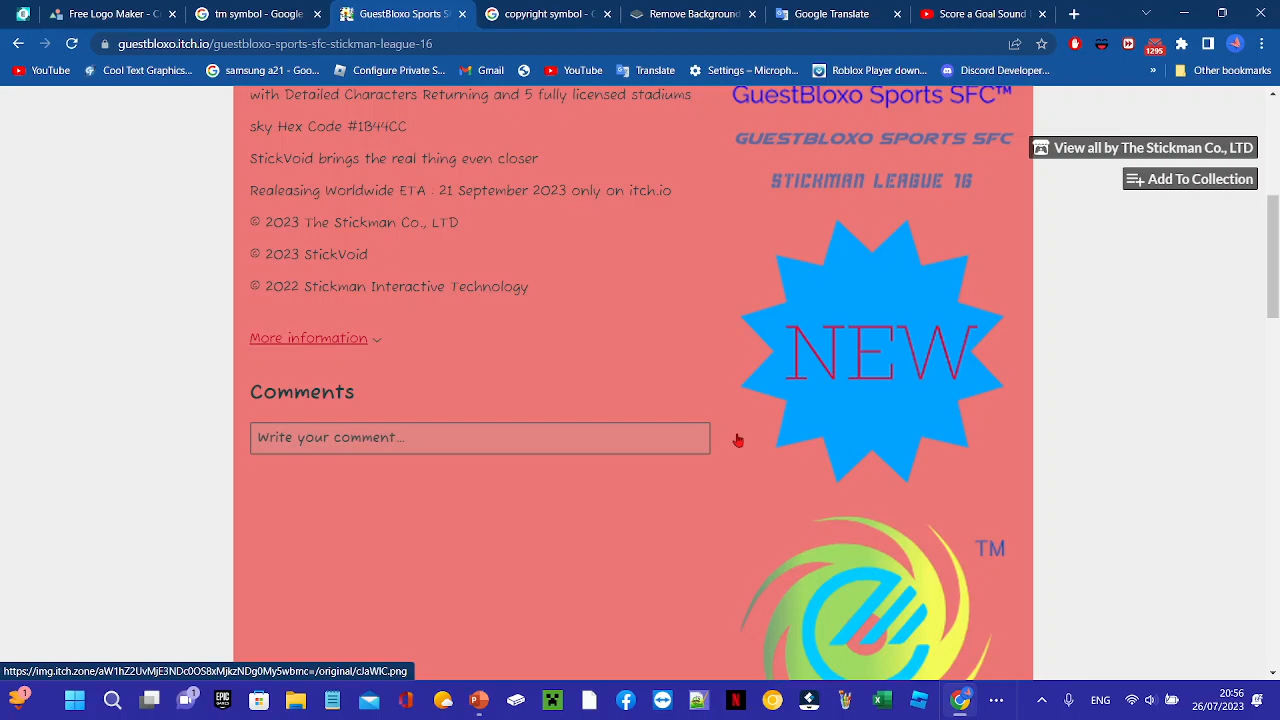 Free Logo Maker - C
tm symbol - Goo
GuestBloxo Sports S
copyright symbol - G
Remove Background
Google Translate
Score a Goal Sound
guestbloxo.itch.io/guestbloxo-sports-sfc-stickman-league-16
1295
YouTube
Cool Text Graphics...
samsung a21 - Goo...
Configure Private S...
Gmail
YouTube
Translate
Settings – Microph...
Roblox Player down...
Discord Developer...
»
Other bookmarks
with Detailed Characters Returning and 5 fully licensed stadiums
sky Hex Code #1B44CC
StickVoid brings the real thing even closer
Realeasing Worldwide ETA : 21 September 2023 only on itch.io
© 2023 The Stickman Co., LTD
© 2023 StickVoid
© 2022 Stickman Interactive Technology
More information
Comments
Write your comment...
GuestBloxo Sports SFC™
GUESTBLOXO SPORTS SFC
STICKMAN LEAGUE 16
NEW
TM
View all by The Stickman Co., LTD
Add To Collection
EPIC GAMES
1
1
N
ENG
20:56
26/07/2023